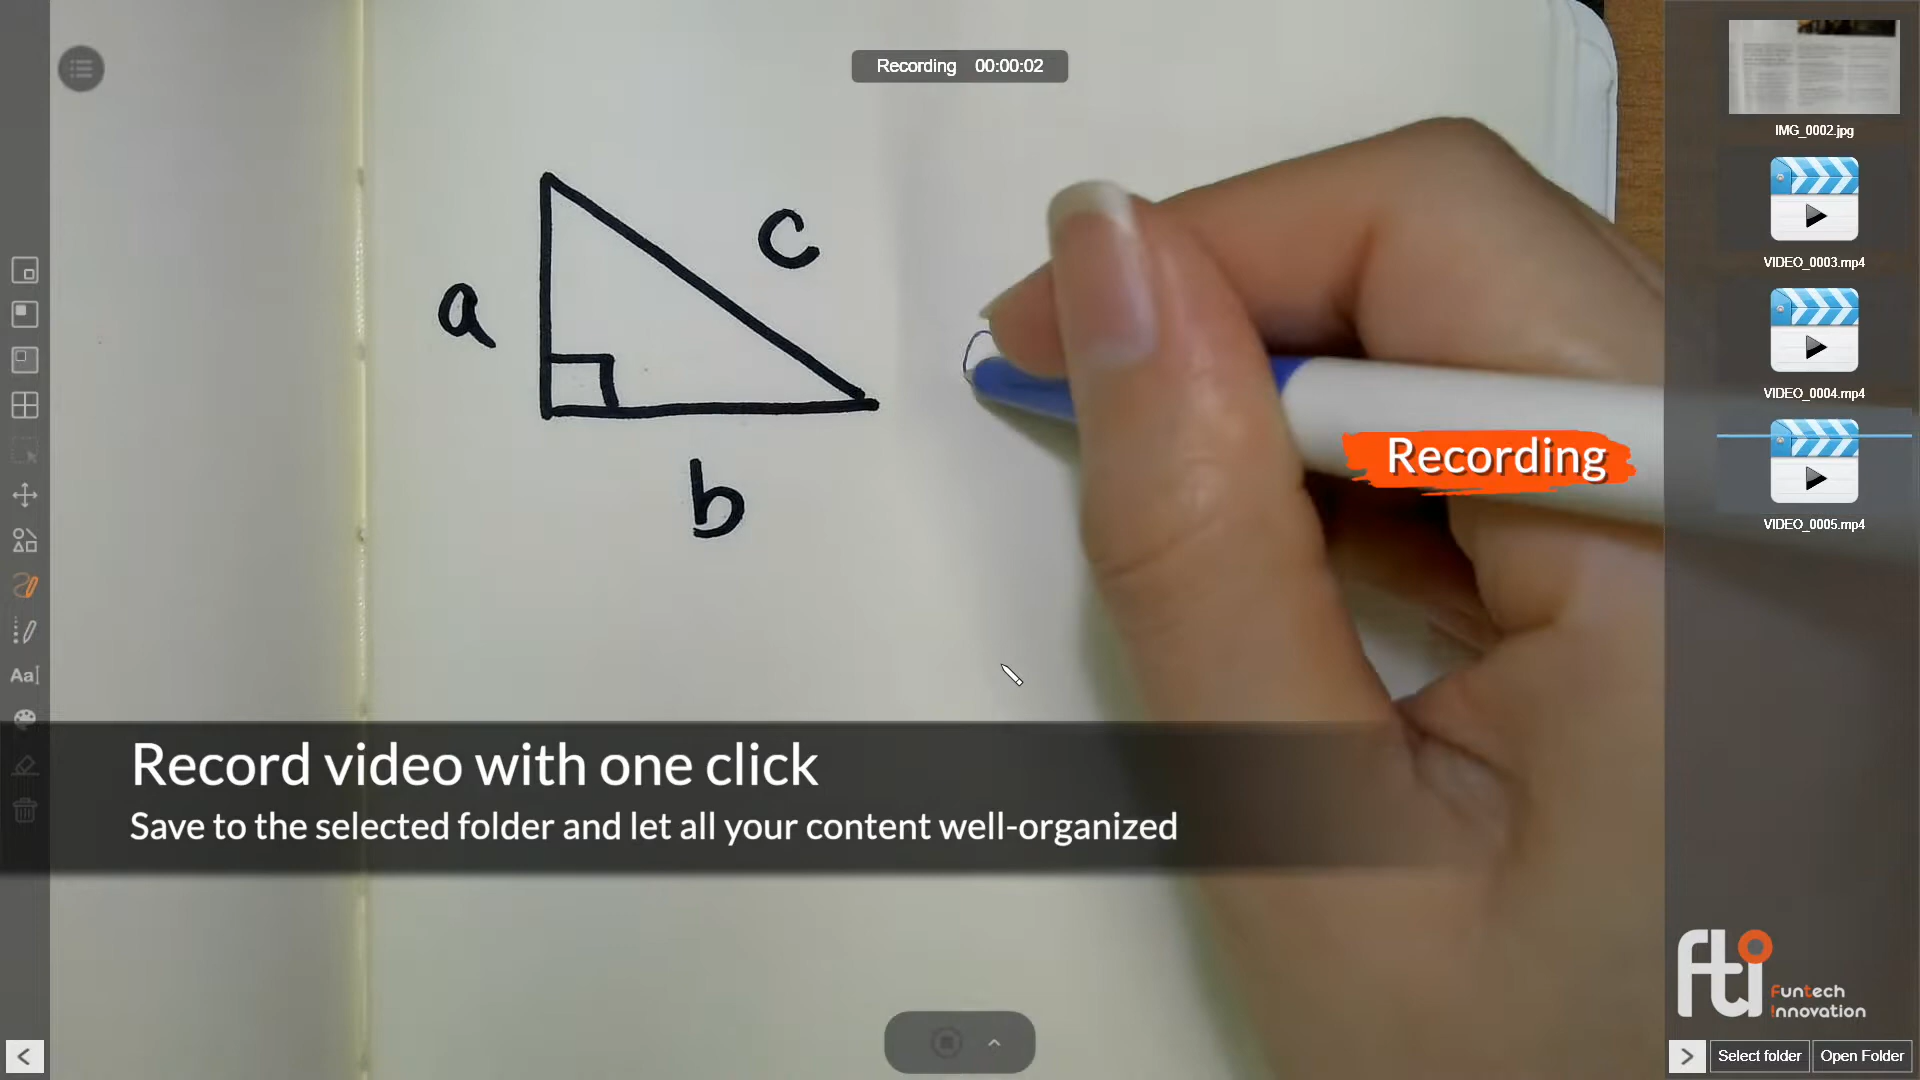 Recording 00:00:02
IMG_0002.jpg
VIDEO_0003.mp4
VIDEO_0004.mp4
VIDEO_0005.mp4
c
a
b
Recording
Aa
Record video with one click
Save to the selected folder and let all your content well-organized
fti
Funtech
Innovation
Select folder
Open Folder